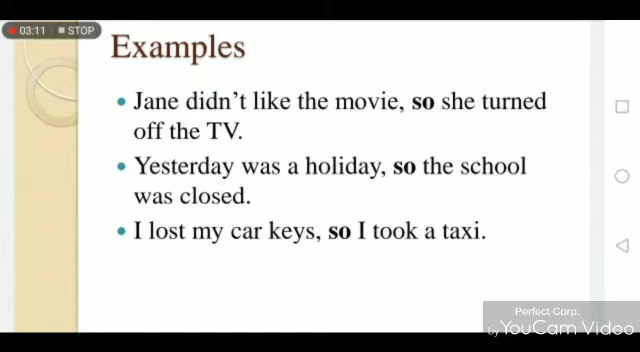 03:11 STOP
Examples
• Jane didn't like the movie, so she turned
off the TV.
• Yesterday was a holiday, so the school
was closed.
• I lost my car keys, so I took a taxi.
Perfect Corp.
by YouCam Video